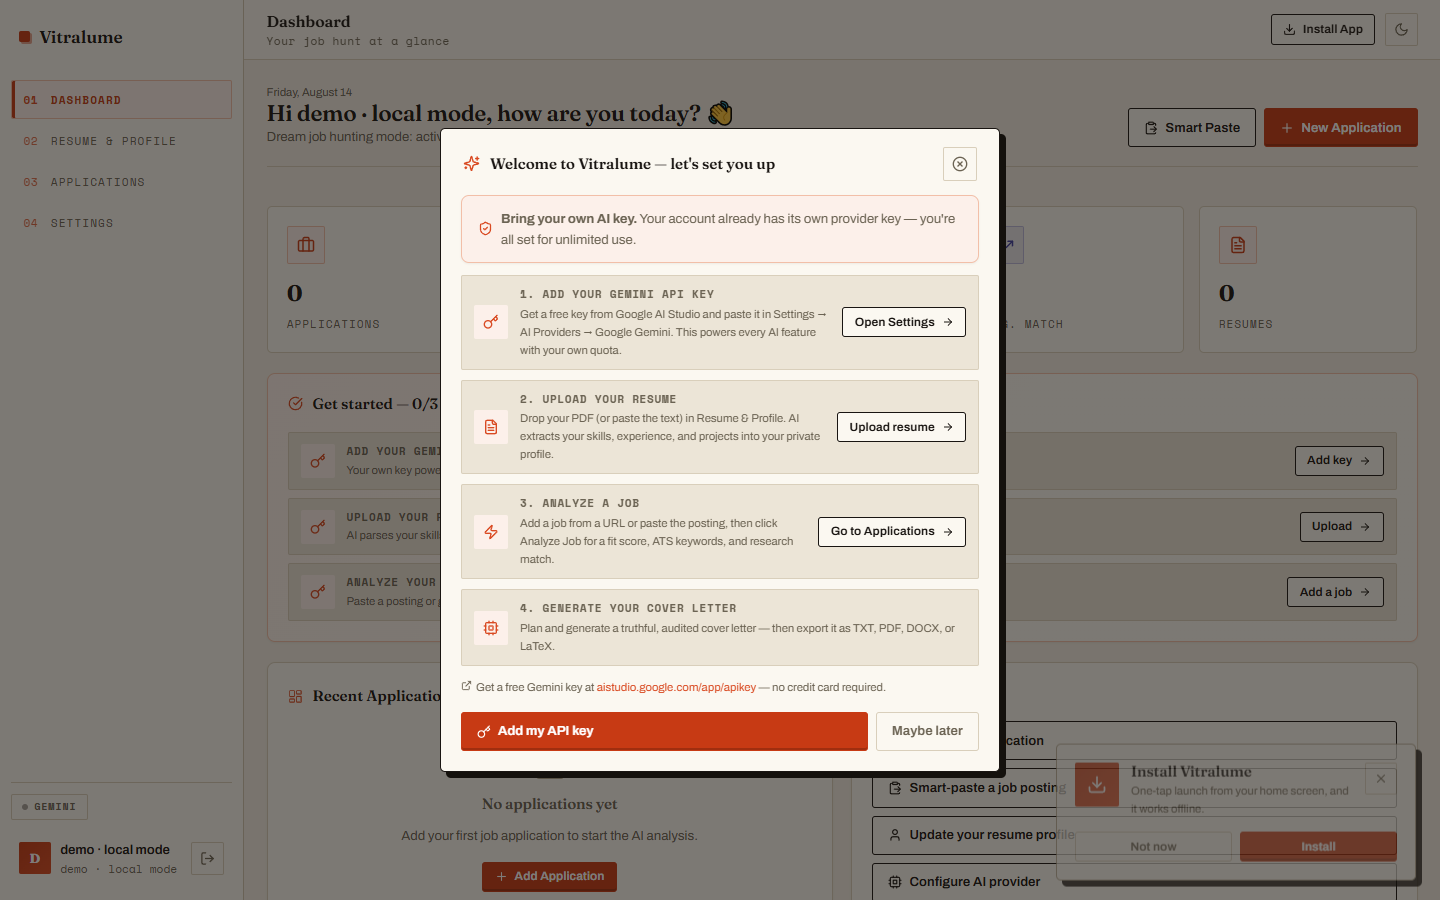 Vitralume
01 DASHBOARD
02 RESUME & PROFILE
03 APPLICATIONS
04 SETTINGS
GEMINI
D
demo · local mode
demo · local mode
Dashboard
Your job hunt at a glance
Install App
Friday, August 14
Hi demo · local mode, how are you today? 👋
Dream job hunting mode:
Smart Paste
New Application
0
APPLICATIONS
MATCH
0
RESUMES
Get started — 0/3
ADD YOUR
Your own key
Add key
UPLOAD YOUR
AI parses your
Upload
ANALYZE YOUR
Paste a posting or
Add a job
Recent
No applications yet
Add your first job application to start the AI analysis.
Add Application
Smart-paste a job posting
Update your resume profile
Configure AI provider
Welcome to Vitralume — let's set you up
Bring your own AI key. Your account already has its own provider key — you're
all set for unlimited use.
1. ADD YOUR GEMINI API KEY
Get a free key from Google AI Studio and paste it in Settings →
AI Providers → Google Gemini. This powers every AI feature
with your own quota.
Open Settings →
2. UPLOAD YOUR RESUME
Drop your PDF (or paste the text) in Resume & Profile. AI
extracts your skills, experience, and projects into your private
profile.
Upload resume →
3. ANALYZE A JOB
Add a job from a URL or paste the posting, then click
Analyze Job for a fit score, ATS keywords, and research
match.
Go to Applications →
4. GENERATE YOUR COVER LETTER
Plan and generate a truthful, audited cover letter — then export it as TXT, PDF, DOCX, or
LaTeX.
Get a free Gemini key at aistudio.google.com/app/apikey — no credit card required.
Add my API key
Maybe later
Install Vitralume
One-tap launch from your home screen, and
it works offline.
Not now
Install